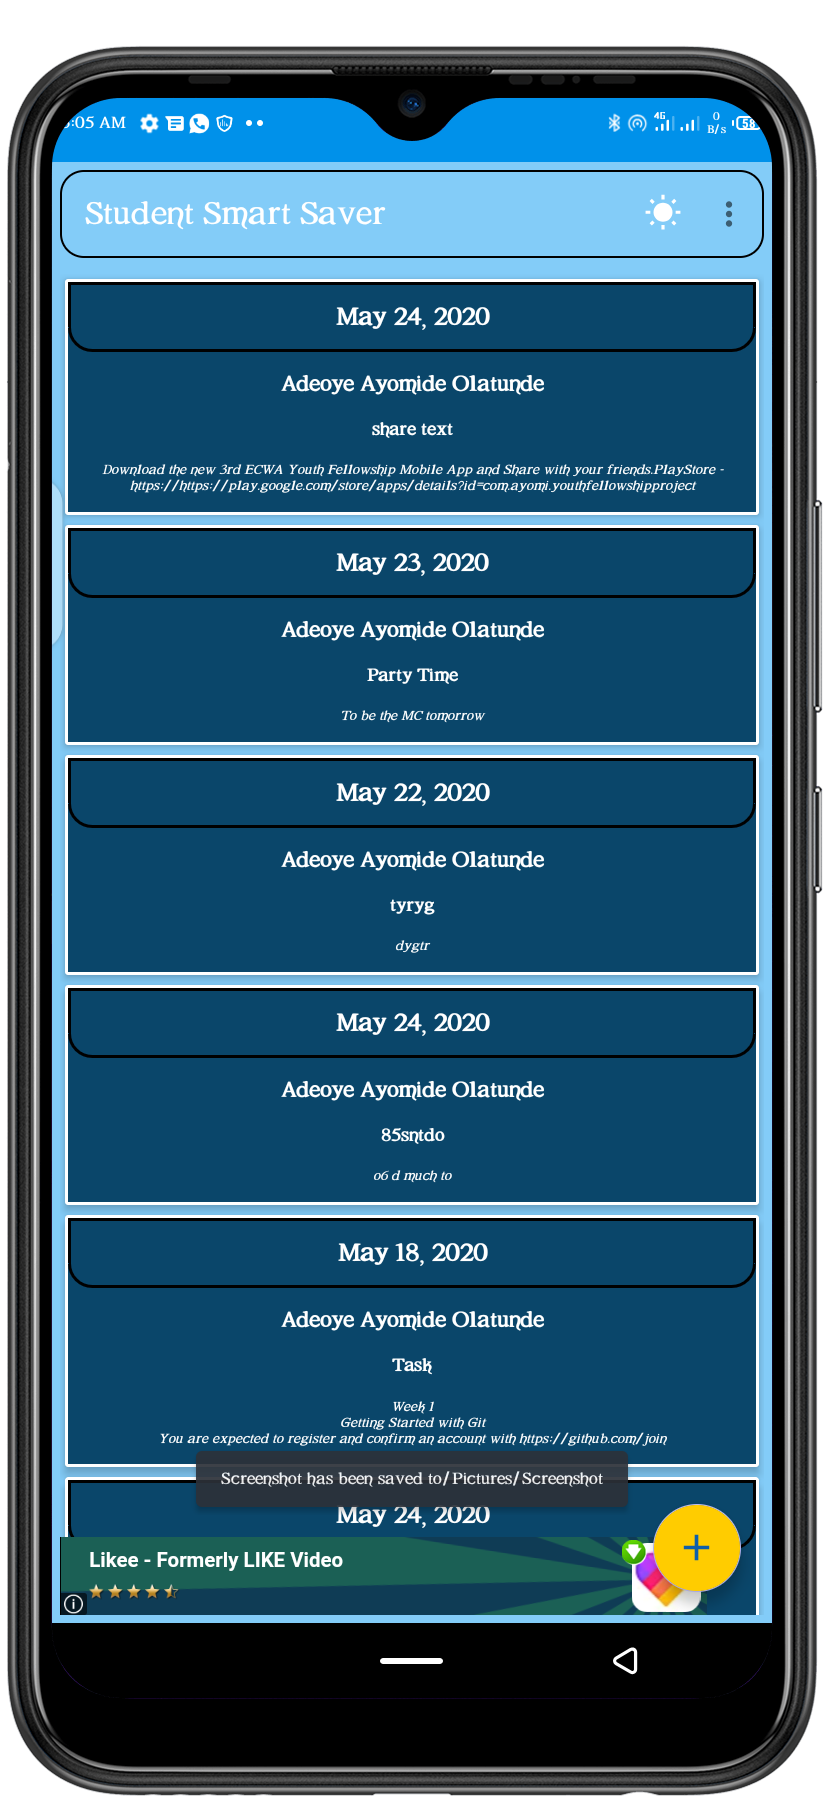 :05 AM
4G
0
B/s
58
Student Smart Saver
May 24, 2020
Adeoye Ayomide Olatunde
share text
Download the new 3rd ECWA Youth Fellowship Mobile App and Share with your friends.PlayStore -
https://https://play.google.com/store/apps/details?id=com.ayomi.youthfellowshipproject
May 23, 2020
Adeoye Ayomide Olatunde
Party Time
To be the MC tomorrow
May 22, 2020
Adeoye Ayomide Olatunde
tyryg
dygtr
May 24, 2020
Adeoye Ayomide Olatunde
85sntdo
o6 d much to
May 18, 2020
Adeoye Ayomide Olatunde
Task
Week 1
Getting Started with Git
You are expected to register and confirm an account with https://github.com/join
Screenshot has been saved to/Pictures/Screenshot
May 24, 2020
Likee - Formerly LIKE Video